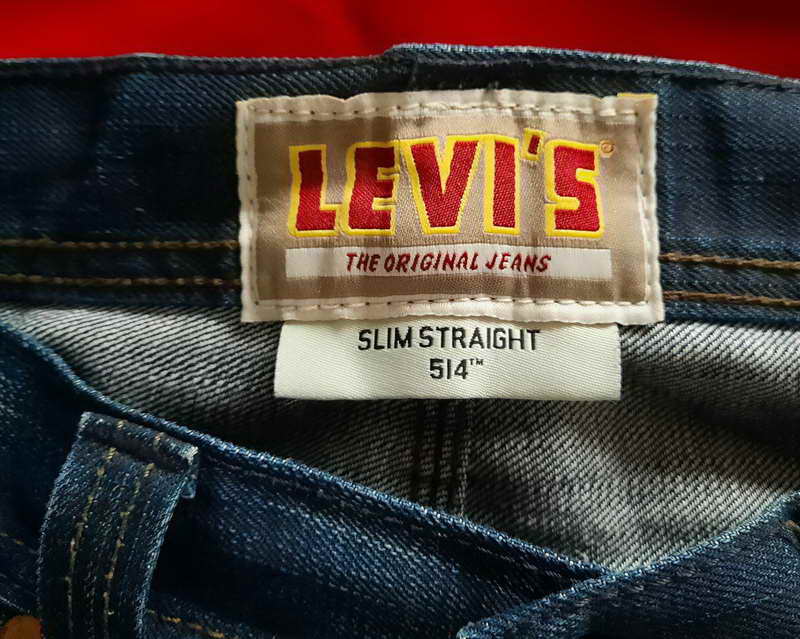 LEVI'S®
THE ORIGINAL JEANS
SLIM STRAIGHT
514™